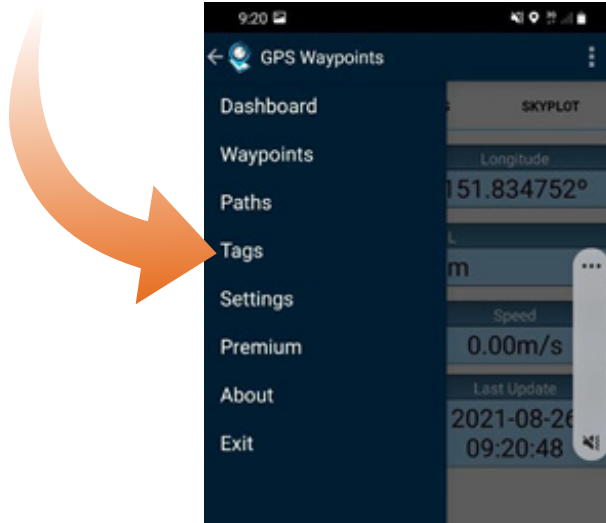 9:20
GPS Waypoints
Dashboard
SKYPLOT
Waypoints
Longitude
151.834752°
Paths
L
Tags
m
Settings
Speed
Premium
0.00m/s
About
Last Update
2021-08-26
Exit
09:20:48